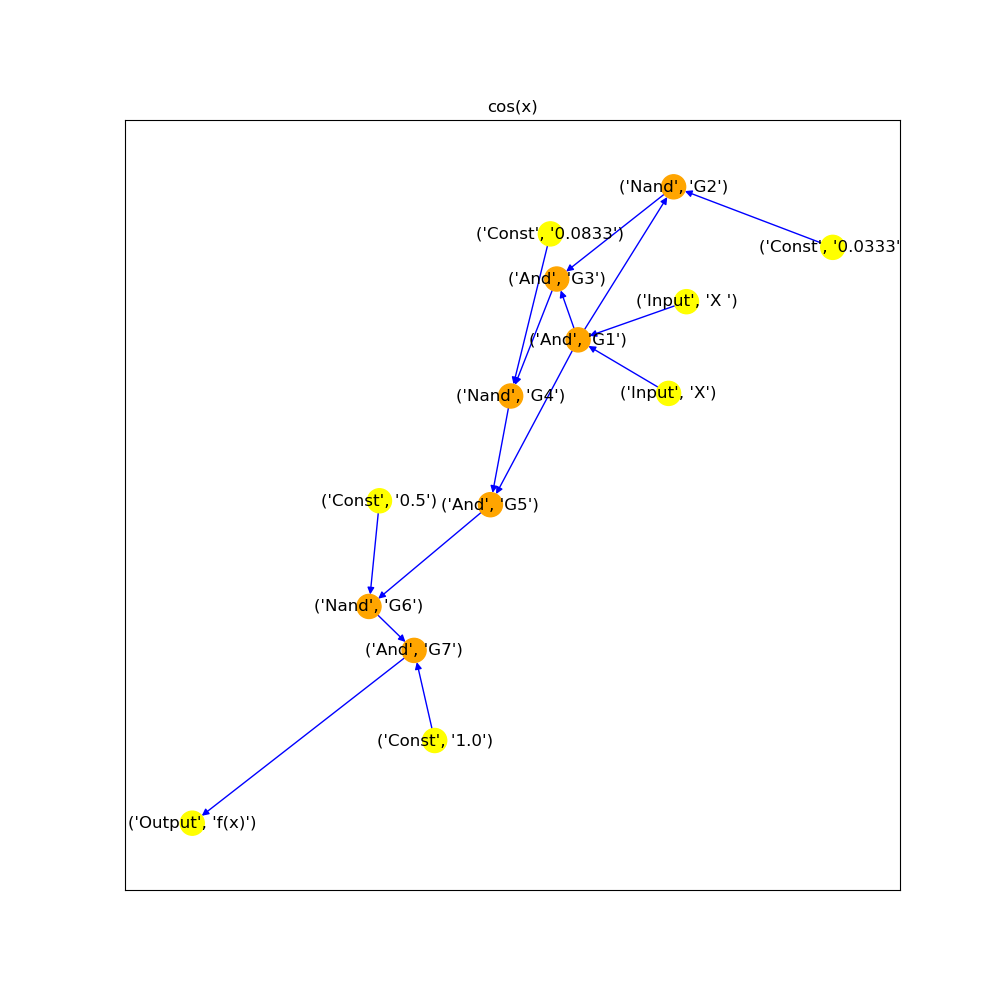 cos(x)
('Nand', 'G2')
('Const', '0.0833')
('Const', '0.0333'
('And', 'G3')
('Input', 'X ')
('And', 'G1')
('Input', 'X')
('Nand', 'G4')
('Const', '0.5')
('And', 'G5')
('Nand', 'G6')
('And', 'G7')
('Const', '1.0')
('Output', 'f(x)')